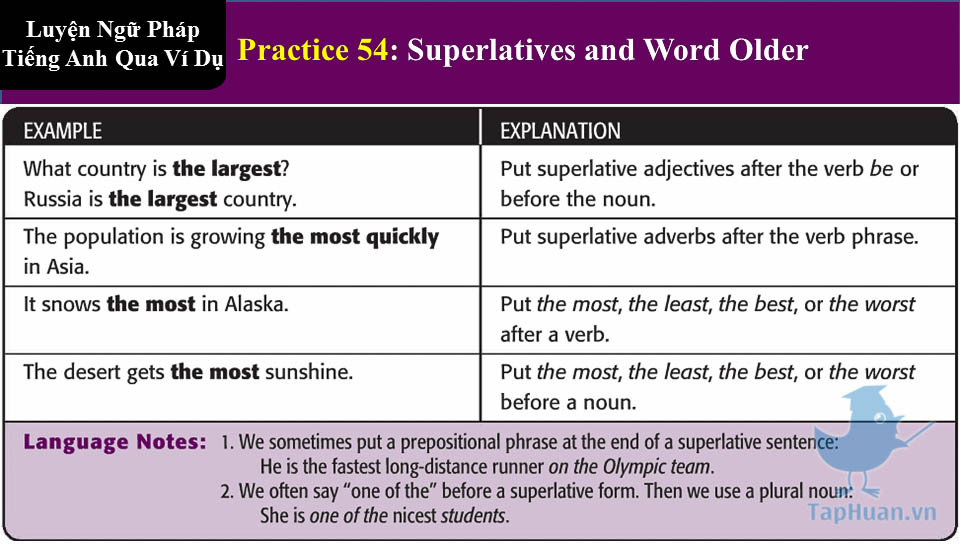 Luyện Ngữ Pháp
Tiếng Anh Qua Ví Dụ
Practice 54: Superlatives and Word Older
EXAMPLE
EXPLANATION
What country is the largest?
Russia is the largest country.
Put superlative adjectives after the verb be or
before the noun.
The population is growing the most quickly
in Asia.
Put superlative adverbs after the verb phrase.
It snows the most in Alaska.
Put the most, the least, the best, or the worst
after a verb.
The desert gets the most sunshine.
Put the most, the least, the best, or the worst
before a noun.
Language Notes: 1. We sometimes put a prepositional phrase at the end of a superlative sentence:
He is the fastest long-distance runner on the Olympic team.
2. We often say “one of the” before a superlative form. Then we use a plural noun:
She is one of the nicest students.
TapHuan.vn